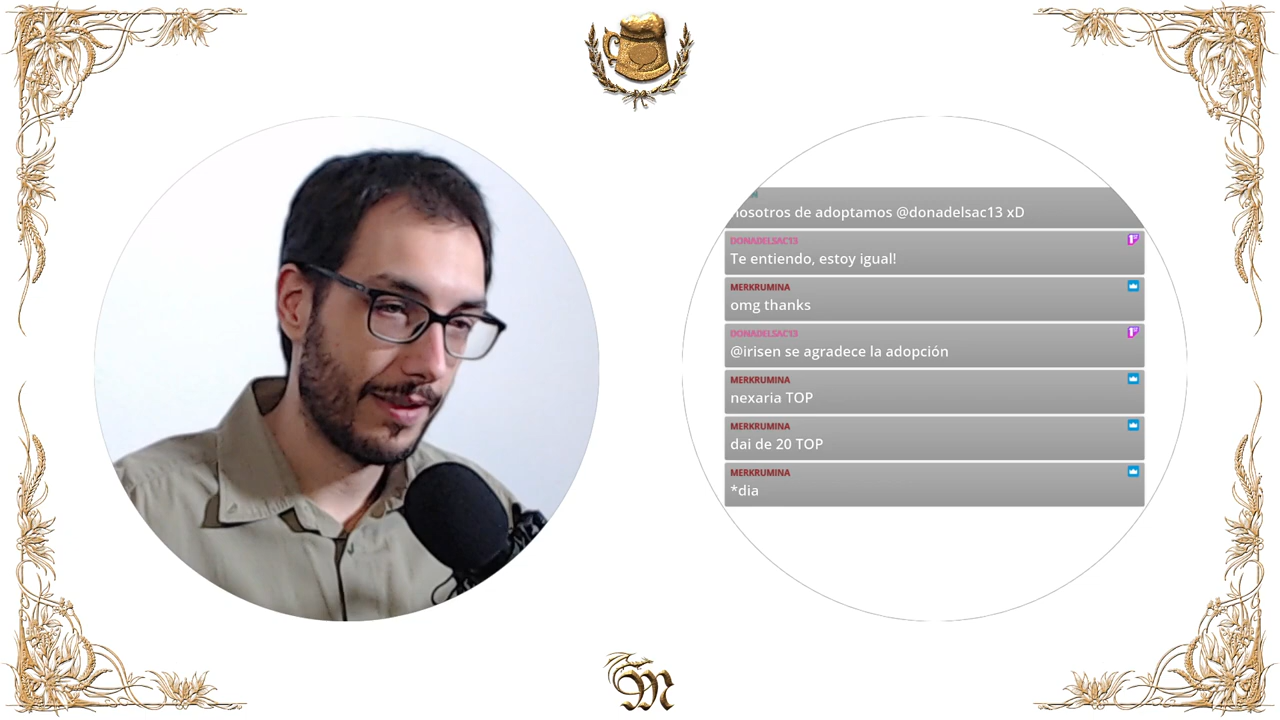 nosotros de adoptamos @donadelsac13 xD
DONADELSAC13
Te entiendo, estoy igual!
MERKRUMINA
omg thanks
DONADELSAC13
@irisen se agradece la adopción
MERKRUMINA
nexaria TOP
MERKRUMINA
dai de 20 TOP
MERKRUMINA
*dia
M